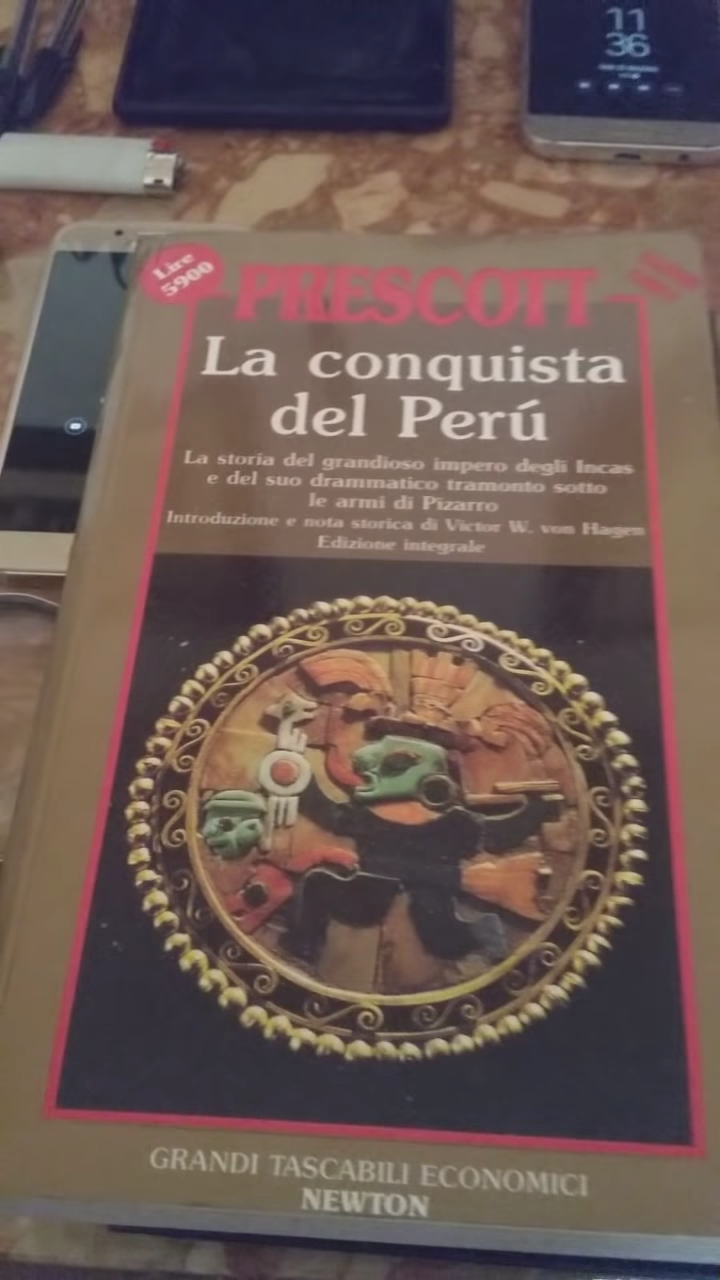 11
36
Lire
5900
PRESCOTT
La conquista
del Perú
La storia del grandioso impero degli Incas
e del suo drammatico tramonto sotto
le armi di Pizarro
Introduzione e nota storica di Victor W. von Hagen
Edizione integrale
GRANDI TASCABILI ECONOMICI
NEWTON